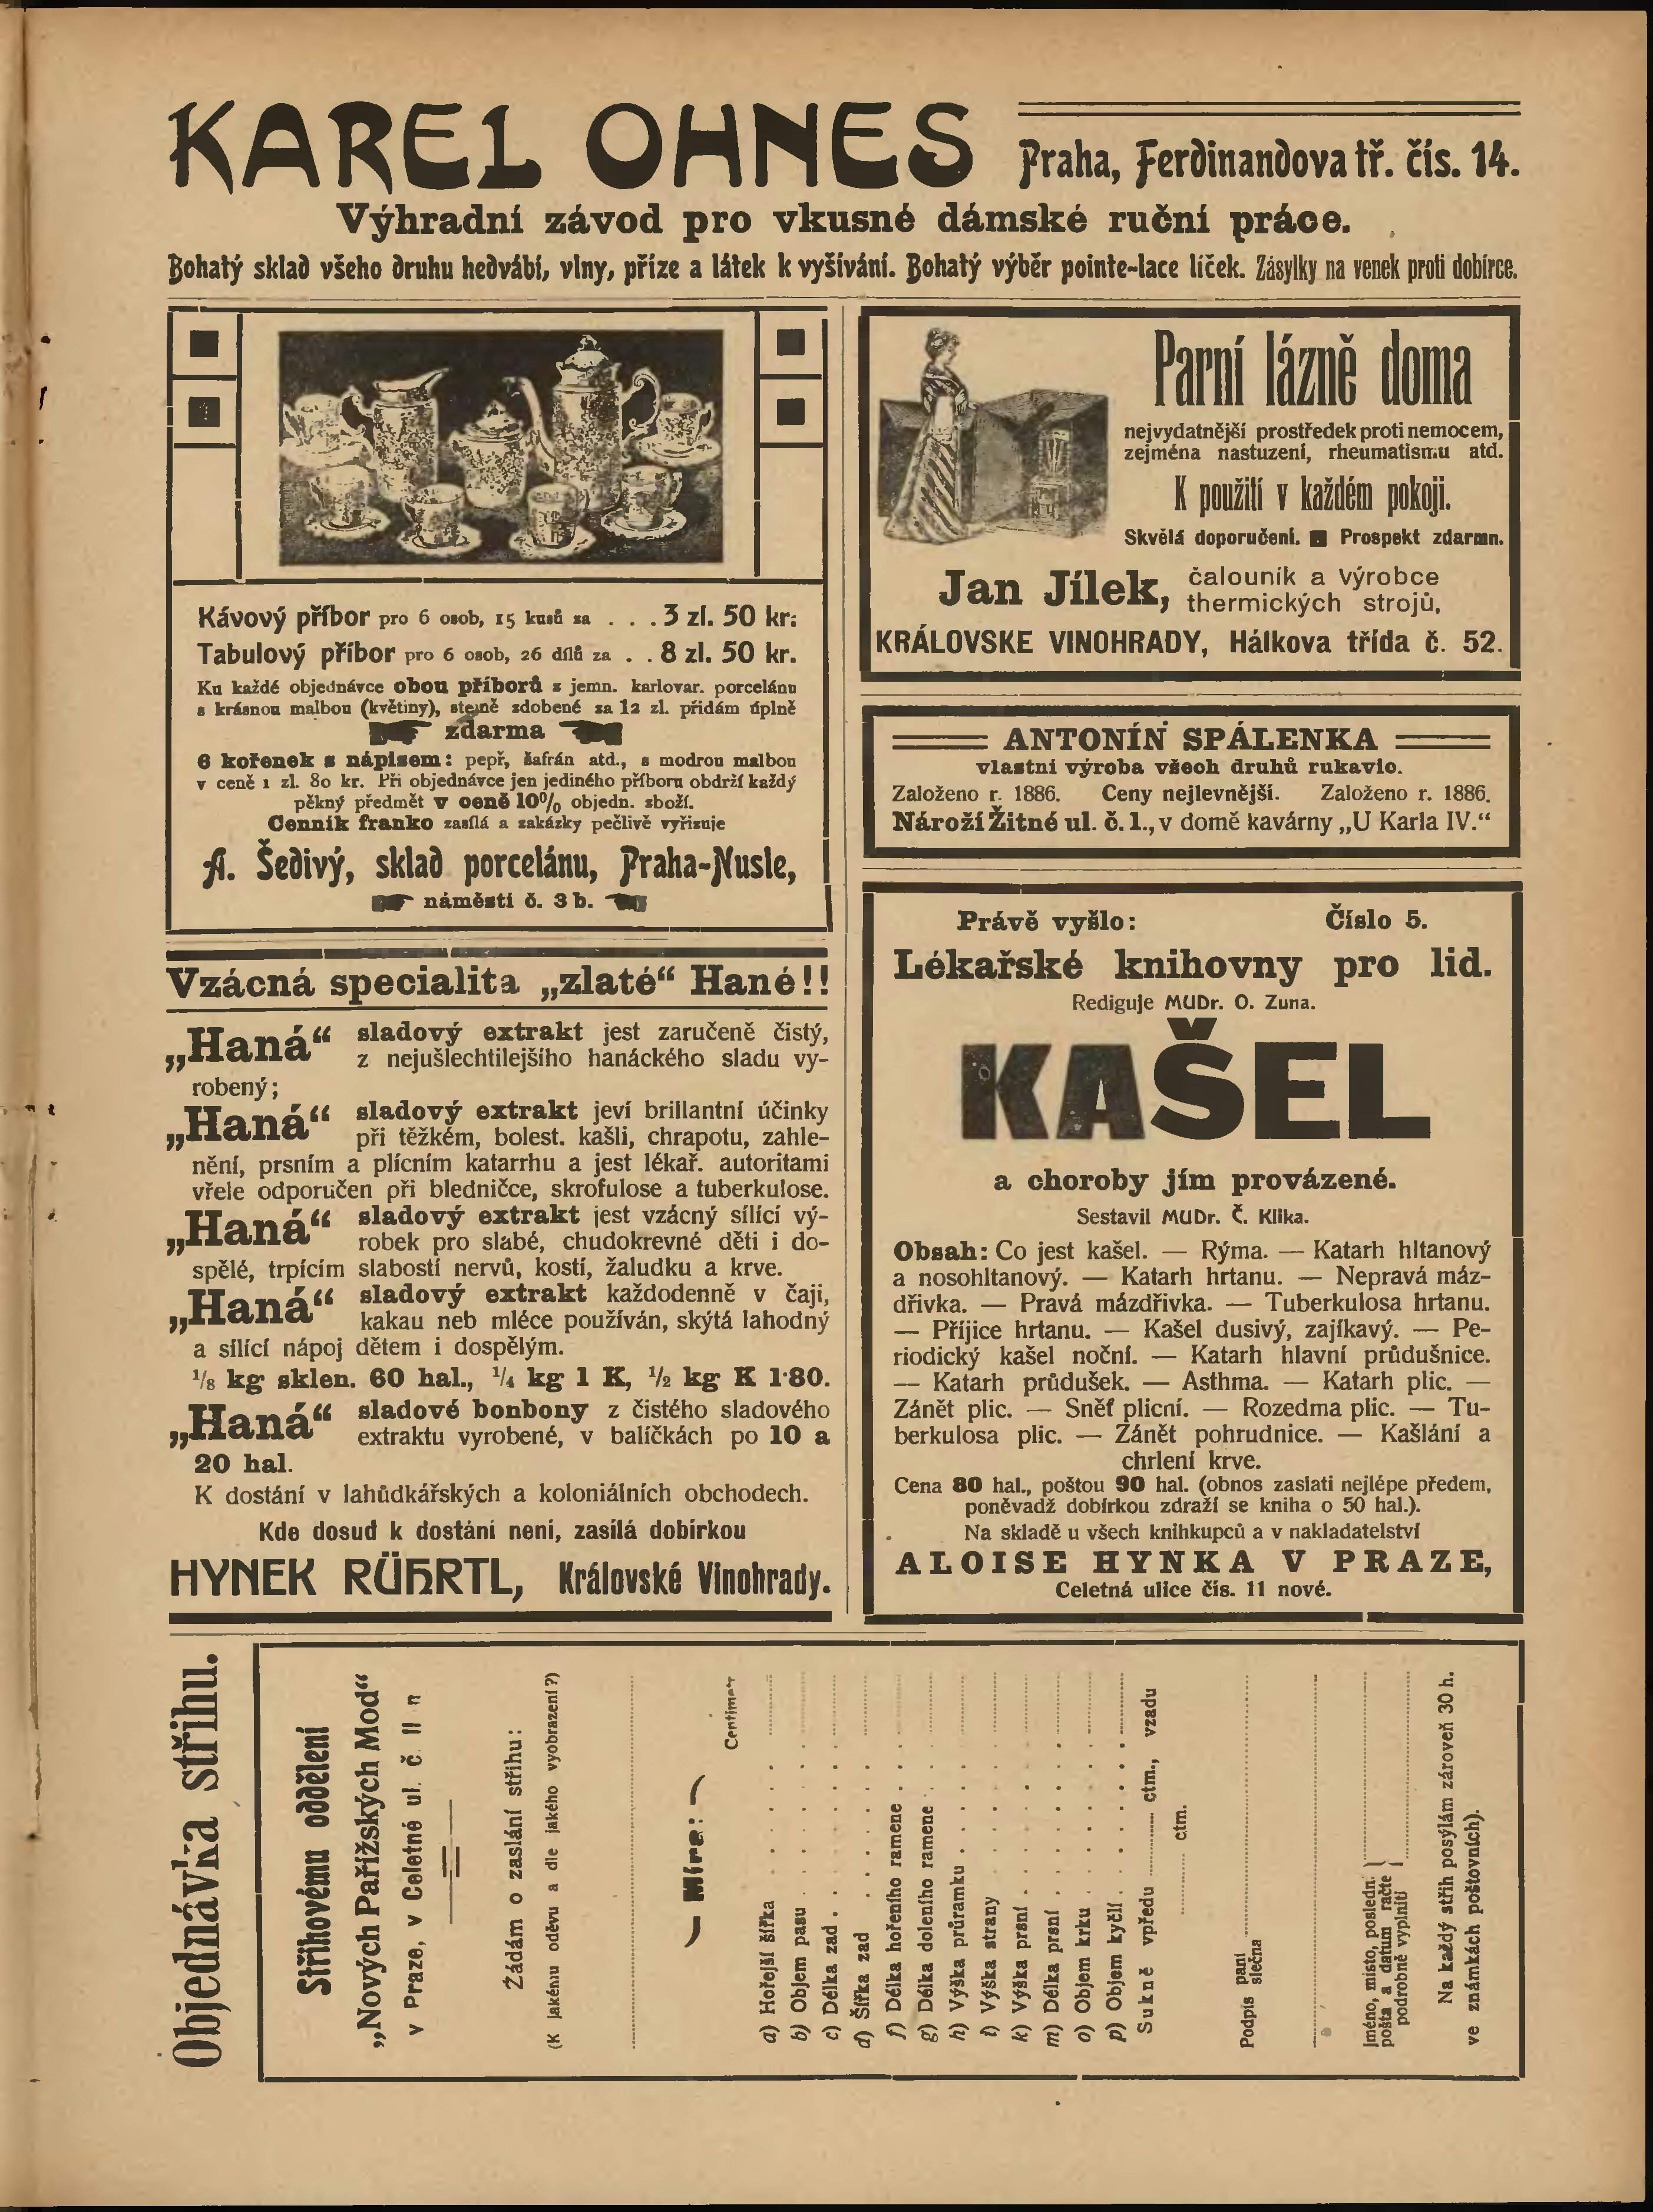 KAREL OHNES
Praha, Ferdinandova tř. čís. 14.
Výhradní závod pro vkusné dámské ruční práce.
Bohatý sklad všeho druhu hedvábí, vlny, příze a látek k vyšívání. Bohatý výběr pointe-lace líček. Zásylky na venek proti dobírce.
Kávový příbor pro 6 osob, 15 kusů za . . . 3 zl. 50 kr.
Tabulový příbor pro 6 osob, 26 dílů za . . 8 zl. 50 kr.
Ku každé objednávce obou příborů z jemn. karlovar. porcelánu
s krásnou malbou (květiny), stejně zdobené za 12 zl. přidám úplně
zdarma
6 kořenek s nápisem: pepř, šafrán atd., s modrou malbou
v ceně 1 zl. 80 kr. Při objednávce jen jediného příboru obdrží každý
pěkný předmět v ceně 10% objedn. zboží.
Cenník franko zasílá a zakázky pečlivě vyřizuje
A. Šedivý, sklad porcelánu, Praha-Nusle,
náměstí č. 3 b.
Vzácná specialita „zlaté“ Hané!!
„Haná“ sladový extrakt jest zaručeně čistý,
z nejušlechtilejšího hanáckého sladu vy-
robený;
„Haná“ sladový extrakt jeví brillantní účinky
při těžkém, bolest. kašli, chrapotu, zahle-
nění, prsním a plícním katarrhu a jest lékař. autoritami
vřele odporučen při bledničce, skrofulose a tuberkulose.
„Haná“ sladový extrakt jest vzácný sílící vý-
robek pro slabé, chudokrevné děti i do-
spělé, trpícím slabostí nervů, kostí, žaludku a krve.
„Haná“ sladový extrakt každodenně v čaji,
kakau neb mléce používán, skýtá lahodný
a sílící nápoj dětem i dospělým.
1/8 kg sklen. 60 hal., 1/4 kg 1 K, 1/2 kg K 1·80.
„Haná“ sladové bonbony z čistého sladového
extraktu vyrobené, v balíčkách po 10 a
20 hal.
K dostání v lahůdkářských a koloniálních obchodech.
Kde dosud k dostání není, zasílá dobírkou
HYNEK RÜHRTL, Královské Vinohrady.
Parní lázně doma
nejvydatnější prostředek proti nemocem,
zejména nastuzení, rheumatismu atd.
K použití v každém pokoji.
Skvělá doporučení. ■ Prospekt zdarmn.
Jan Jílek, čalouník a výrobce
thermických strojů,
KRÁLOVSKE VINOHRADY, Hálkova třída č. 52.
ANTONÍN SPÁLENKA
vlastní výroba všech druhů rukavic.
Založeno r. 1886. Ceny nejlevnější. Založeno r. 1886.
Nároží Žitné ul. č. 1., v domě kavárny „U Karla IV.“
Právě vyšlo: Číslo 5.
Lékařské knihovny pro lid.
Rediguje MUDr. O. Zuna.
KAŠEL
a choroby jím provázené.
Sestavil MUDr. Č. Klika.
Obsah: Co jest kašel. — Rýma. — Katarh hltanový
a nosohltanový. — Katarh hrtanu. — Nepravá máz-
dřivka. — Pravá mázdřivka. — Tuberkulosa hrtanu.
— Příjice hrtanu. — Kašel dusivý, zajíkavý. — Pe-
riodický kašel noční. — Katarh hlavní průdušnice.
— Katarh průdušek. — Asthma. — Katarh plic. —
Zánět plic. — Sněť plicní. — Rozedma plic. — Tu-
berkulosa plic. — Zánět pohrudnice. — Kašlání a
chrlení krve.
Cena 80 hal., poštou 90 hal. (obnos zaslati nejlépe předem,
poněvadž dobírkou zdraží se kniha o 50 hal.).
Na skladě u všech knihkupců a v nakladatelství
ALOISE HYNKA V PRAZE,
Celetná ulice čís. 11 nové.
Objednávka střihu.
Střihovému oddělení
„Nových Pařížských Mod“
v Praze, v Celetné ul. č. 11 n
Žádám o zaslání střihu:
(K jakému oděvu a dle jakého vyobrazení?)
Míra:
Centimetr
a) Hořejší šířka
b) Objem pasu
c) Délka zad
d) Šířka zad
f) Délka hořeního ramene
g) Délka doleního ramene
h) Výška průramku
i) Výška strany
k) Výška prsní
m) Délka prsní
o) Objem krku
p) Objem kyčlí
Sukně vpředu ctm., vzadu
ctm.
Podpis paní
slečna
Jméno, místo, posledn.
pošta a datum račte
podrobně vyplniti
Na každý střih posýlám zároveň 30 h.
ve známkách poštovních).